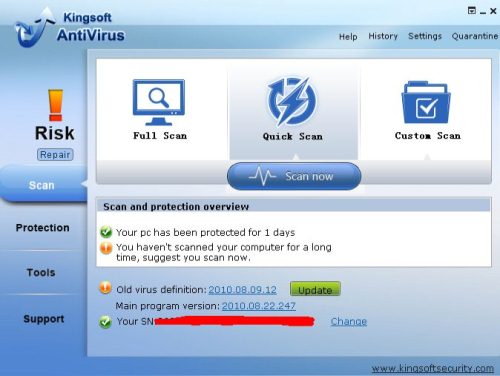 Kingsoft
AntiVirus
Help History Settings Quarantine
Risk
Repair
Full Scan
Quick Scan
Custom Scan
Scan now
Scan
Protection
Tools
Support
Scan and protection overview
Your pc has been protected for 1 days
You haven't scanned your computer for a long
time, suggest you scan now.
Old virus definition: 2010.08.09.12 Update
Main program version: 2010.08.22.247
Your SN: Change
www.kingsoftsecurity.com